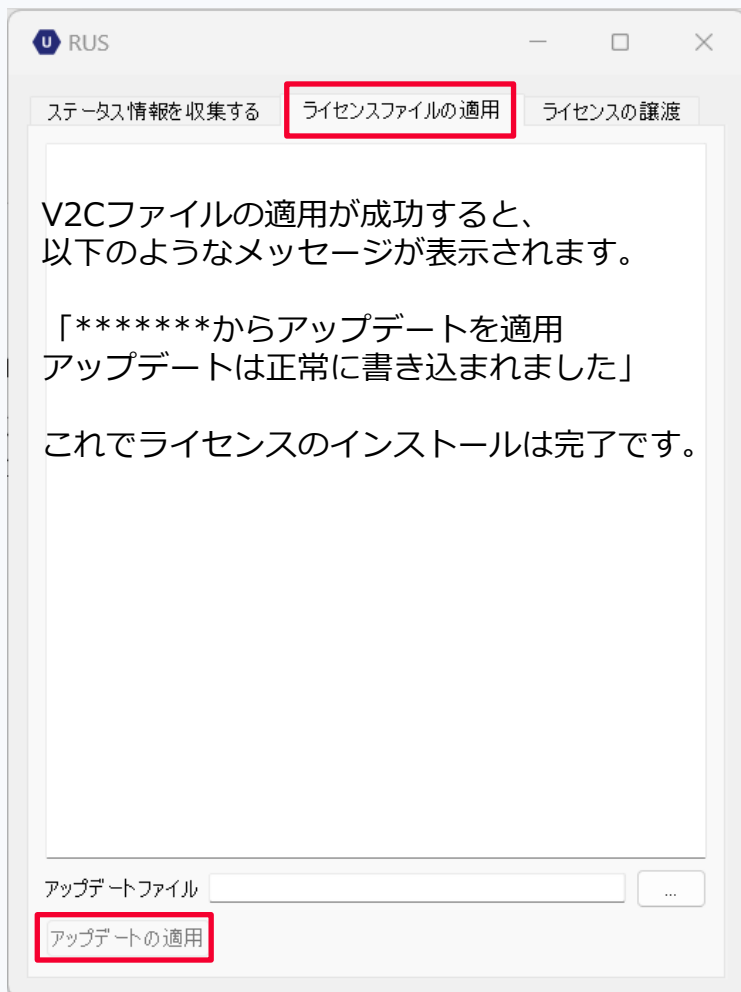 U RUS
ステータス情報を収集する ライセンスファイルの適用 ライセンスの譲渡
V2Cファイルの適用が成功すると、
以下のようなメッセージが表示されます。
「*******からアップデートを適用
アップデートは正常に書き込まれました」
これでライセンスのインストールは完了です。
アップデートファイル ...
アップデートの適用